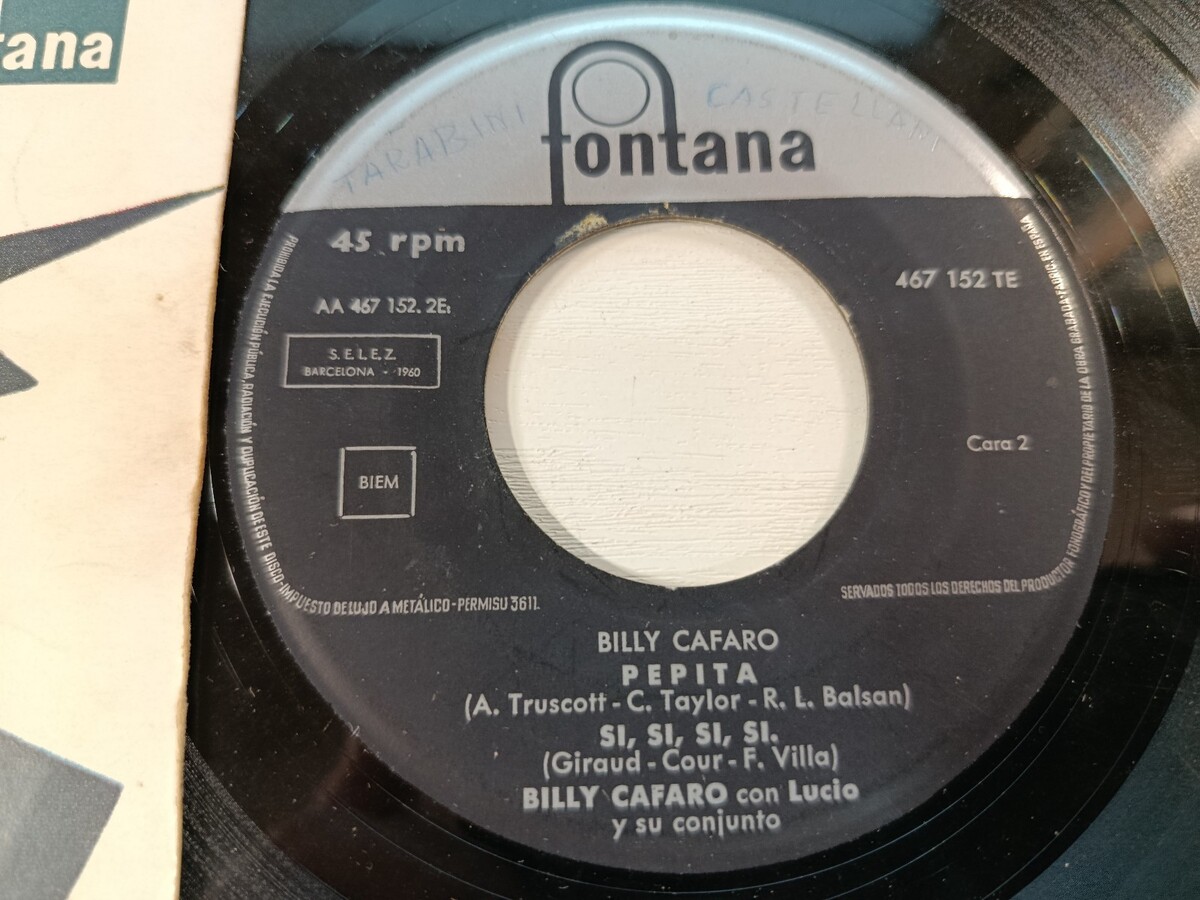 tana
TARABINI CASTELLANI
fontana
45 rpm
467 152 TE
AA 467 152. 2E:
S. E. L. E. Z.
BARCELONA - 1960
Cara 2
BIEM
PROHIBIDA LA EJECUCIÓN PÚBLICA, RADIACIÓN Y DUPLICACIÓN DE ESTE DISCO-IMPUESTO DE LUJO A METÁLICO-PERMISU 3611.
SERVADOS TODOS LOS DERECHOS DEL PRODUCTOR FONOGRÁFICO Y DEL PROPIETARIO DE LA OBRA GRABADA-FABRIC. EN ESPAÑA
BILLY CAFARO
PEPITA
(A. Truscott - C. Taylor - R. L. Balsan)
SI, SI, SI, SI.
(Giraud - Cour - F. Villa)
BILLY CAFARO con Lucio
y su conjunto